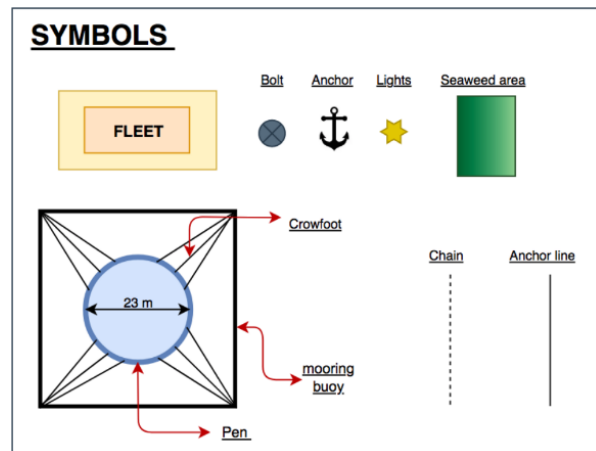 SYMBOLS
Bolt Anchor Lights Seaweed area
FLEET
Crowfoot
Chain Anchor line
23 m
mooring
buoy
Pen